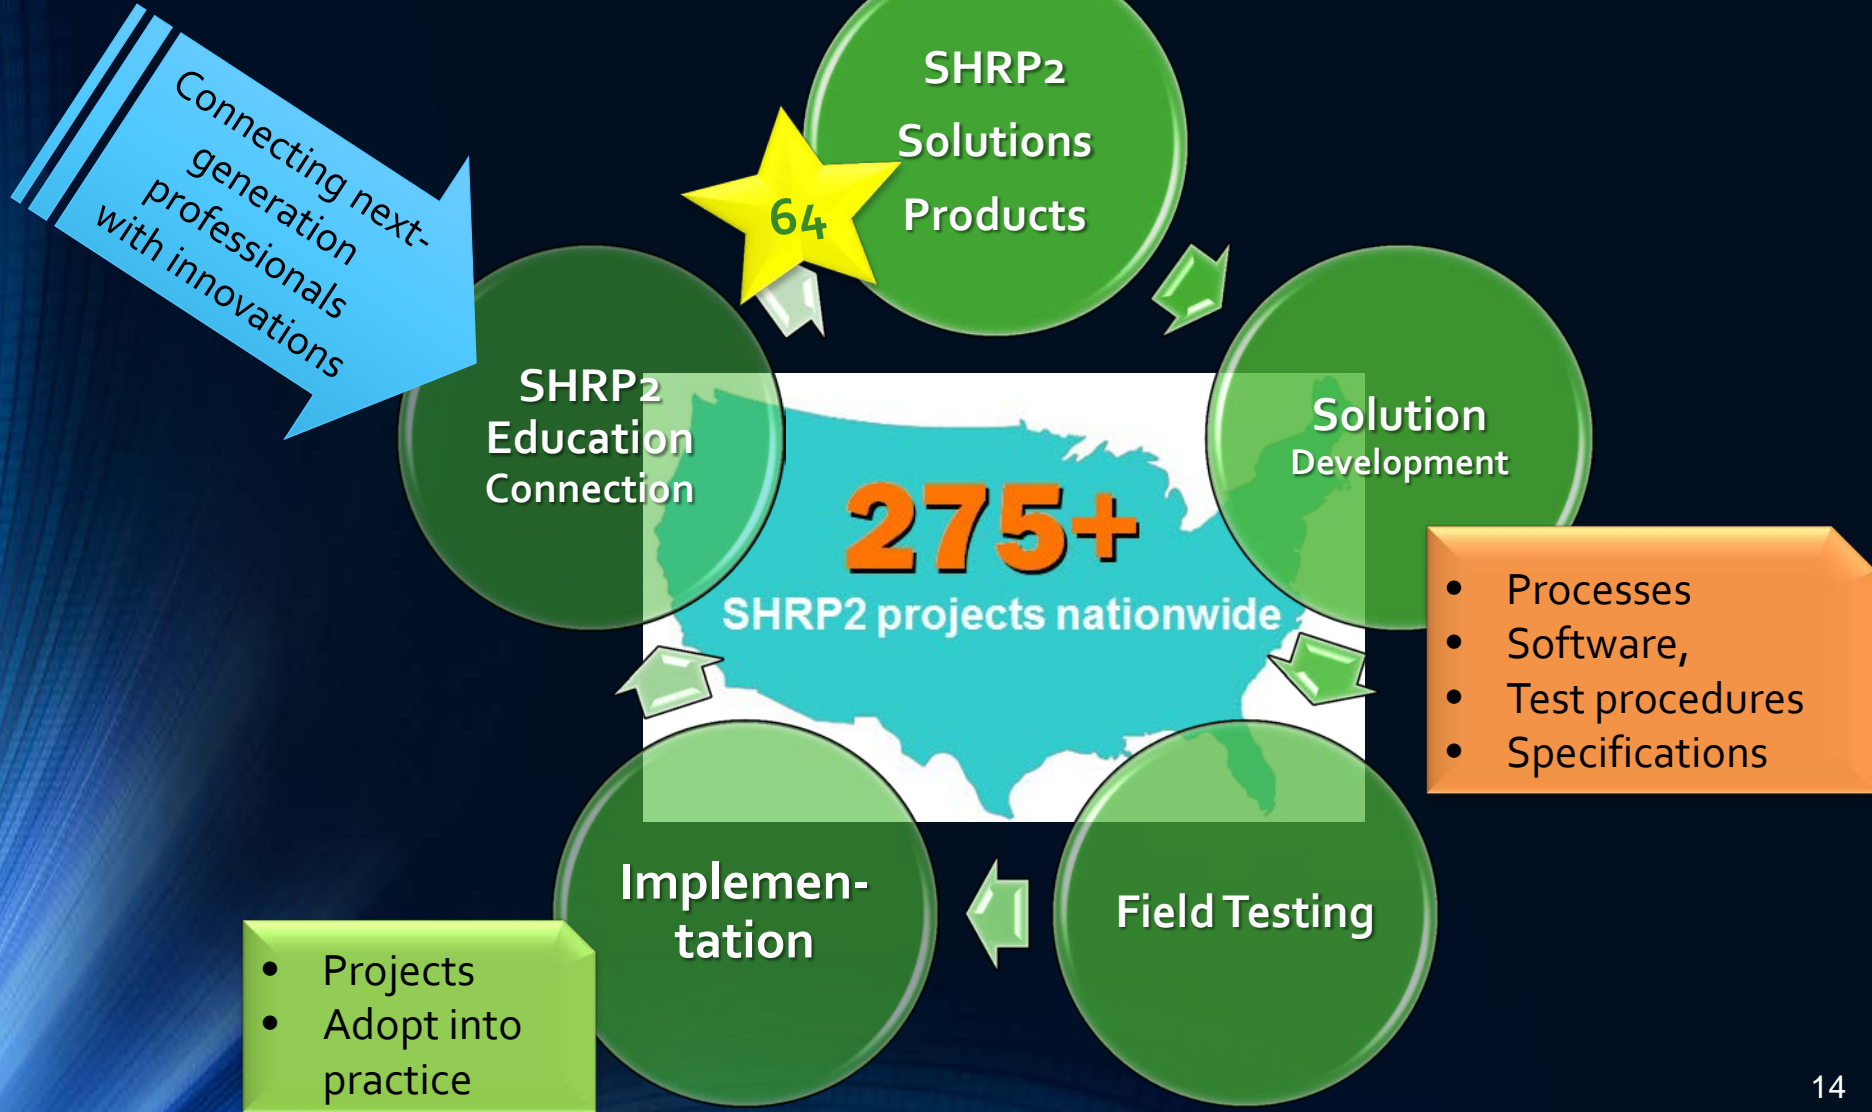 Connecting next-
generation
professionals
with innovations
SHRP2
Solutions
Products
64
SHRP2
Education
Connection
Solution
Development
275+
SHRP2 projects nationwide
• Processes
• Software,
• Test procedures
• Specifications
Implemen-
tation
Field Testing
• Projects
• Adopt into
practice
14